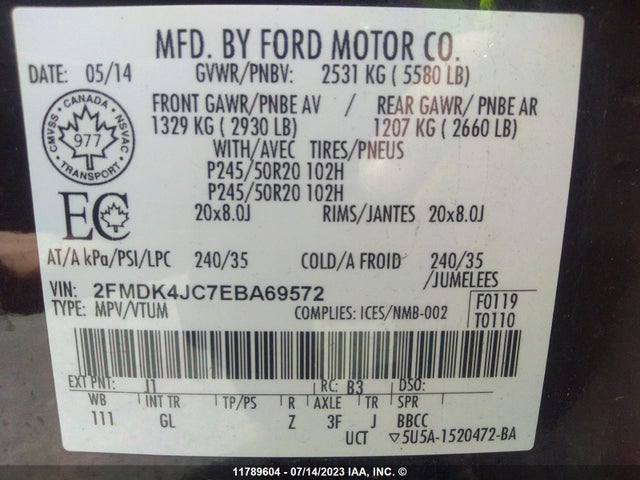 MFD. BY FORD MOTOR CO.
DATE: 05/14 GVWR/PNBV: 2531 KG ( 5580 LB)
FRONT GAWR/PNBE AV / REAR GAWR/ PNBE AR
1329 KG ( 2930 LB) 1207 KG ( 2660 LB)
WITH/AVEC TIRES/PNEUS
P245/50R20 102H
P245/50R20 102H
20x8.0J RIMS/JANTES 20x8.0J
CANADA
CMVSS NSVAC
977
TRANSPORT
EC
AT/A kPa/PSI/LPC 240/35 COLD/A FROID 240/35
/JUMELEES
VIN: 2FMDK4JC7EBA69572
TYPE: MPV/VTUM COMPLIES: ICES/NMB-002
F0119
T0110
EXT PNT: J1 RC: B3 DSO:
WB INT TR TP/PS R AXLE TR SPR
111 GL Z 3F J BBCC
UCT ▽5U5A-1520472-BA
11789604 - 07/14/2023 IAA, Inc. ©